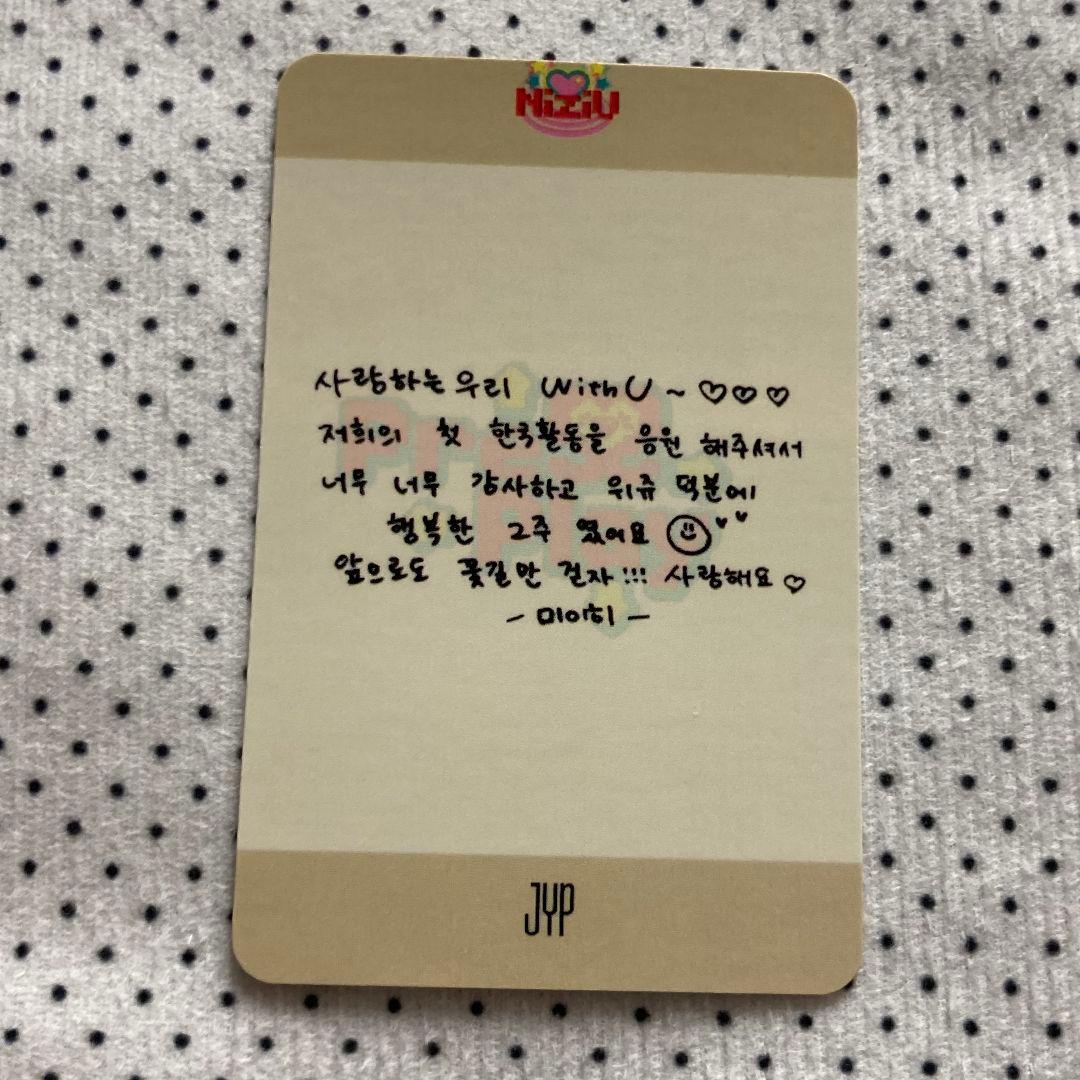 NiziU
사랑하는 우리 WithU ~ ♡♡♡
저희의 첫 한국활동을 응원 해주셔서
너무 너무 감사하고 위쥬 덕분에
행복한 2주 였어요
앞으로도 꽃길만 걷자!!! 사랑해요♡
- 미이히 -
Press Play
JYP